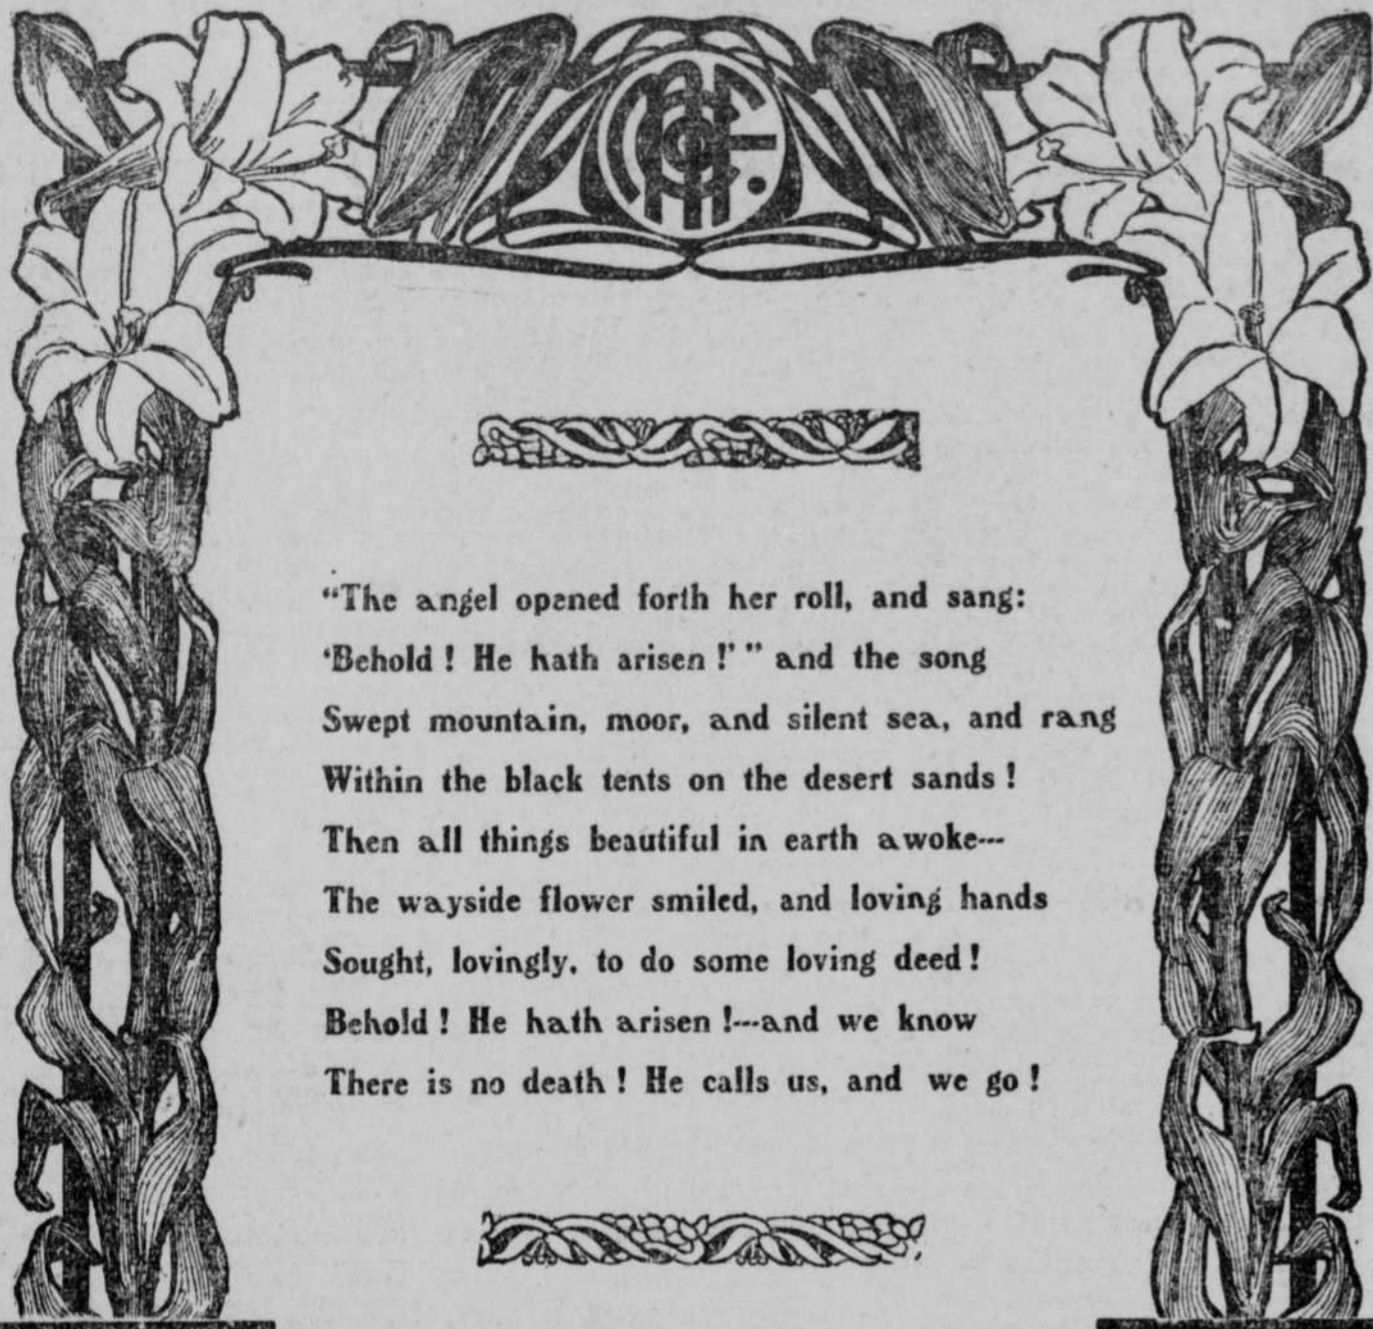 “The angel opened forth her roll, and sang:
‘Behold ! He hath arisen !’ ” and the song
Swept mountain, moor, and silent sea, and rang
Within the black tents on the desert sands !
Then all things beautiful in earth awoke---
The wayside flower smiled, and loving hands
Sought, lovingly, to do some loving deed !
Behold ! He hath arisen !---and we know
There is no death ! He calls us, and we go !